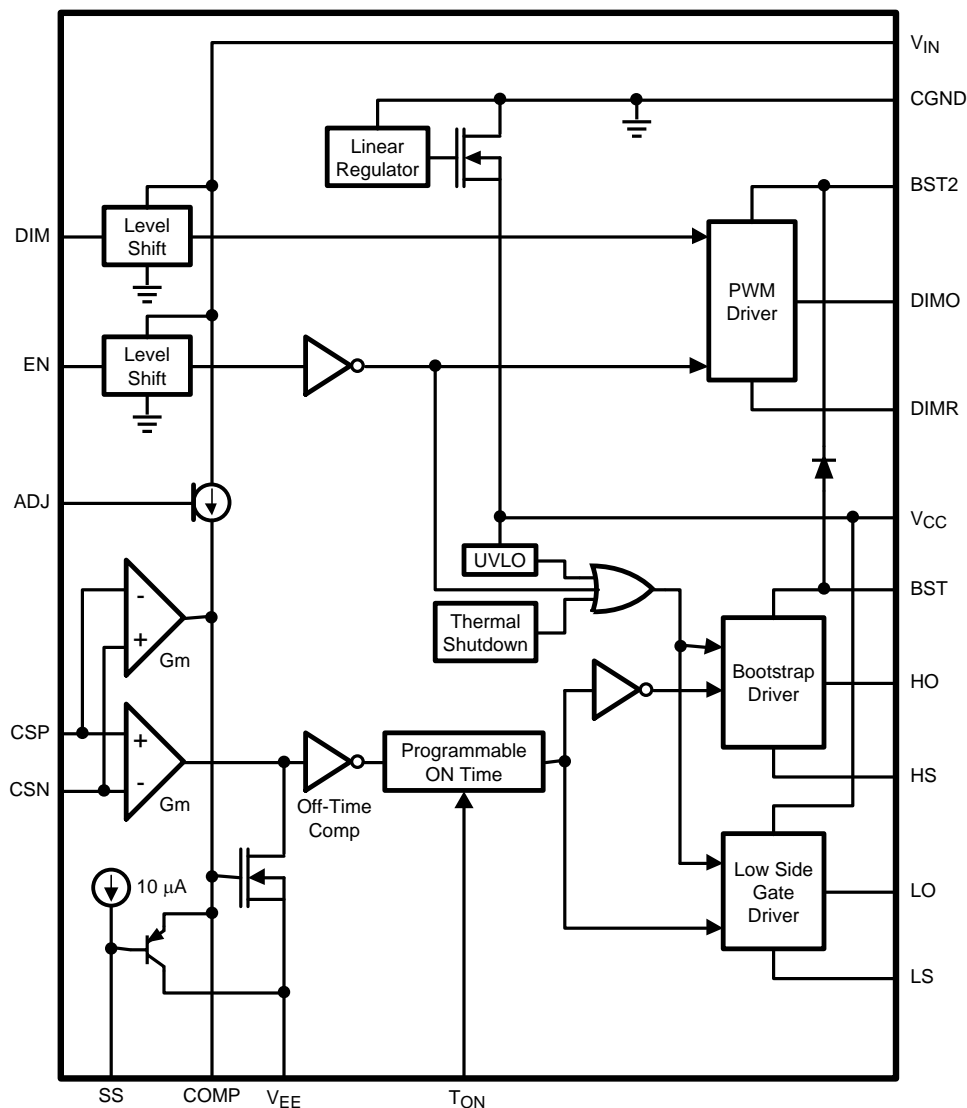 V_IN
CGND
Linear
Regulator
BST2
Level
Shift
DIM
PWM
Driver
DIMO
Level
Shift
EN
DIMR
ADJ
V_CC
UVLO
BST
-
+
Gm
Thermal
Shutdown
Bootstrap
Driver
HO
CSP
+
-
Gm
Programmable
ON Time
CSN
HS
Off-Time
Comp
10 μA
Low Side
Gate
Driver
LO
LS
SS
COMP
V_EE
T_ON